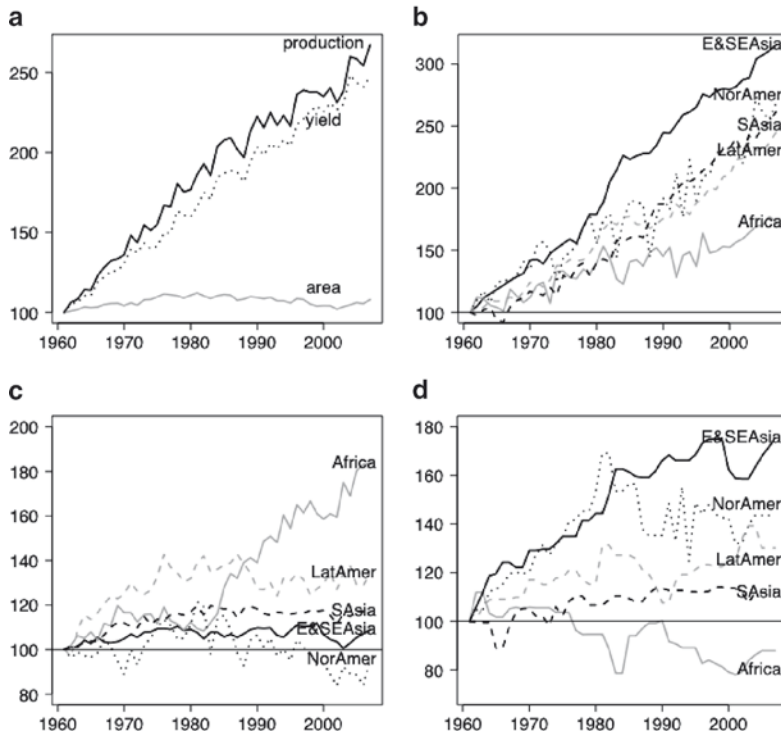 a
production
yield
area
250
200
150
100
1960 1970 1980 1990 2000
b
E&SEAsia
NorAmer
SAsia
LatAmer
Africa
300
250
200
150
100
1960 1970 1980 1990 2000
c
Africa
LatAmer
SAsia
E&SEAsia
NorAmer
200
180
160
140
120
100
80
1960 1970 1980 1990 2000
d
E&SEAsia
NorAmer
LatAmer
SAsia
Africa
180
160
140
120
100
80
1960 1970 1980 1990 2000